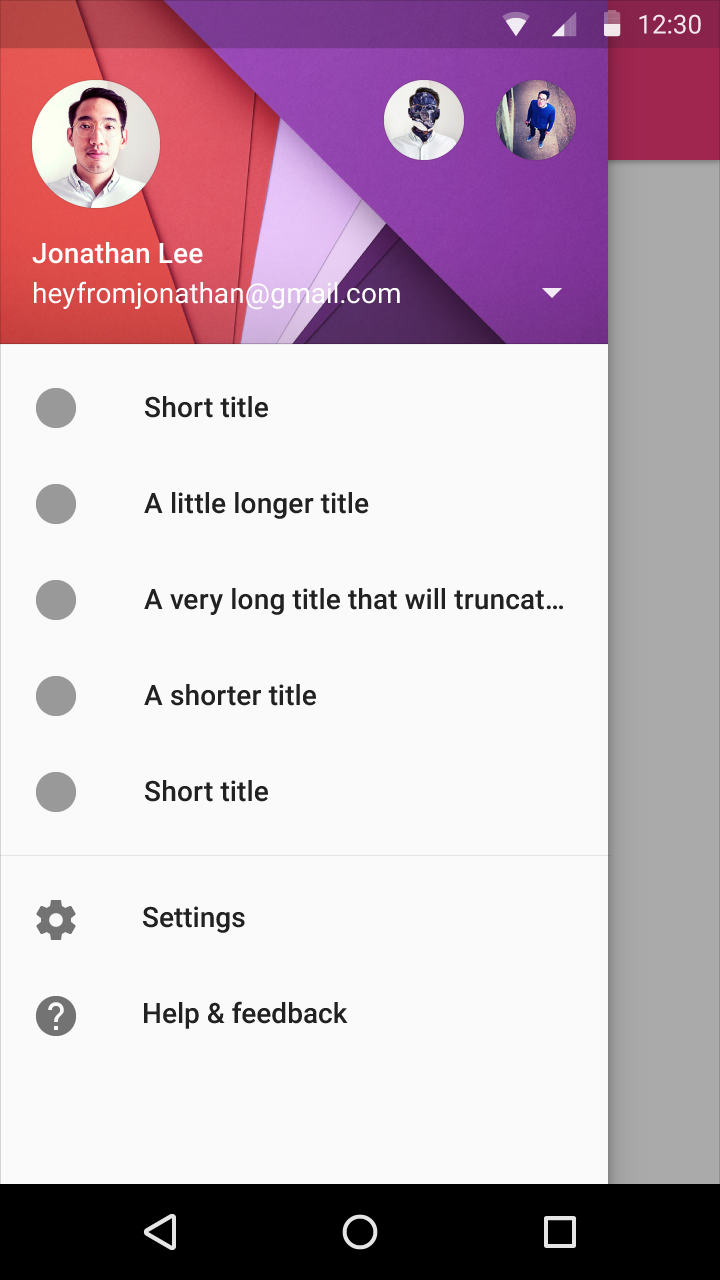 12:30
Jonathan Lee
heyfromjonathan@gmail.com
Short title
A little longer title
A very long title that will truncat...
A shorter title
Short title
Settings
Help & feedback